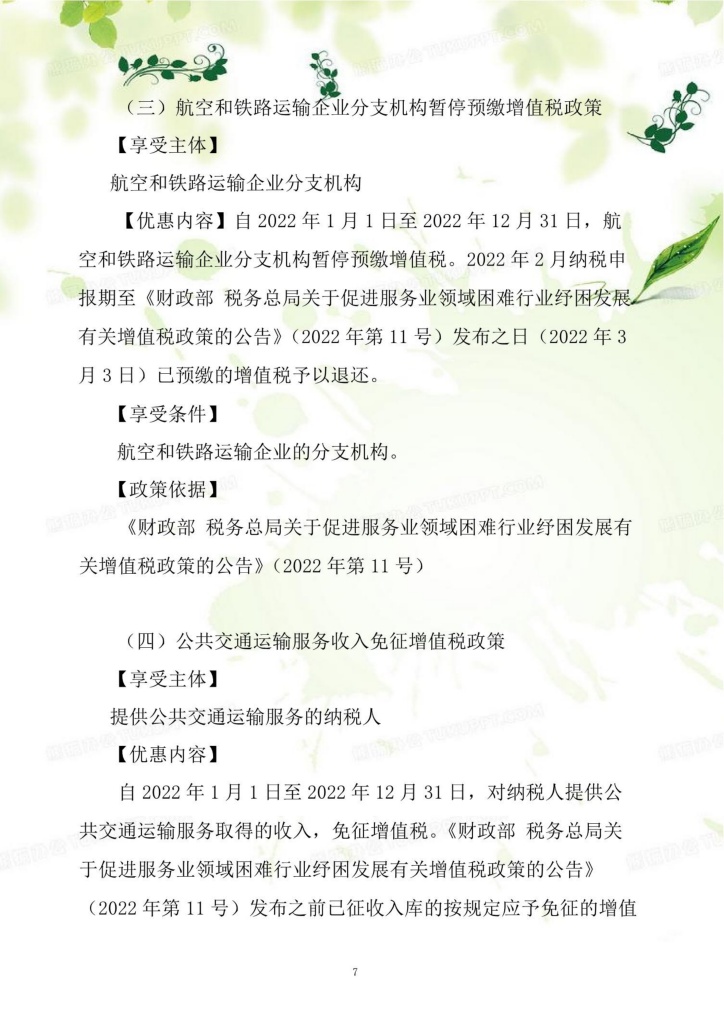 （三）航空和铁路运输企业分支机构暂停预缴增值税政策
【享受主体】
航空和铁路运输企业分支机构
【优惠内容】自 2022 年 1 月 1 日至 2022 年 12 月 31 日，航
空和铁路运输企业分支机构暂停预缴增值税。2022 年 2 月纳税申
报期至《财政部 税务总局关于促进服务业领域困难行业纾困发展
有关增值税政策的公告》（2022 年第 11 号）发布之日（2022 年 3
月 3 日）已预缴的增值税予以退还。
【享受条件】
航空和铁路运输企业的分支机构。
【政策依据】
《财政部 税务总局关于促进服务业领域困难行业纾困发展有
关增值税政策的公告》（2022 年第 11 号）
（四）公共交通运输服务收入免征增值税政策
【享受主体】
提供公共交通运输服务的纳税人
【优惠内容】
自 2022 年 1 月 1 日至 2022 年 12 月 31 日，对纳税人提供公
共交通运输服务取得的收入，免征增值税。《财政部 税务总局关
于促进服务业领域困难行业纾困发展有关增值税政策的公告》
（2022 年第 11 号）发布之前已征收入库的按规定应予免征的增值
7